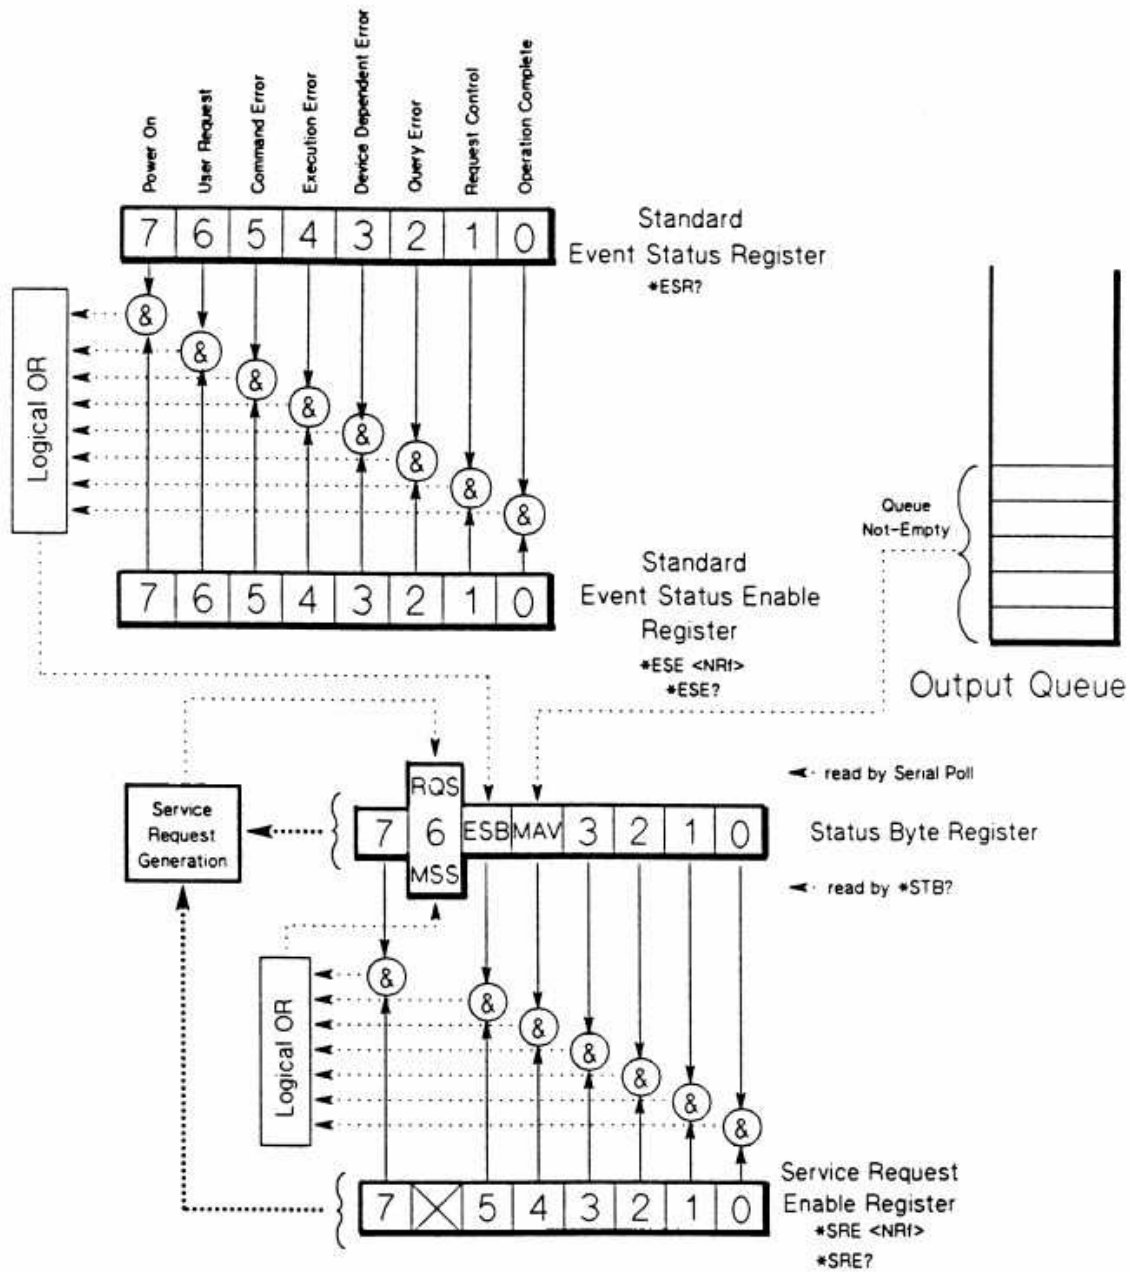 Power On
User Request
Command Error
Execution Error
Device Dependent Error
Query Error
Request Control
Operation Complete
7 6 5 4 3 2 1 0
Standard
Event Status Register
*ESR?
Logical OR
&
&
&
&
&
&
&
&
7 6 5 4 3 2 1 0
Standard
Event Status Enable
Register
*ESE <NRf>
*ESE?
Queue
Not-Empty
Output Queue
Service
Request
Generation
RQS
7 6 ESB MAV 3 2 1 0
MSS
read by Serial Poll
Status Byte Register
read by *STB?
Logical OR
&
&
&
&
&
&
&
7 5 4 3 2 1 0
Service Request
Enable Register
*SRE <NRf>
*SRE?